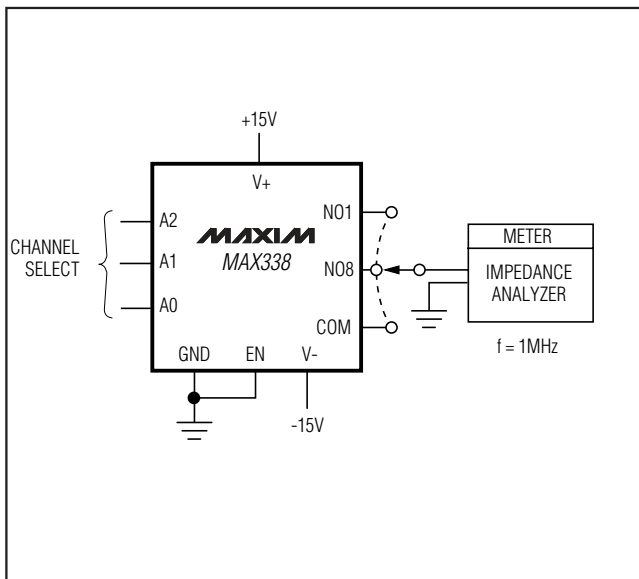 +15V
V+
A2
NO1
METER
CHANNEL
SELECT
MAXIM
MAX338
A1
NO8
IMPEDANCE
ANALYZER
A0
COM
f = 1MHz
GND
EN
V-
-15V